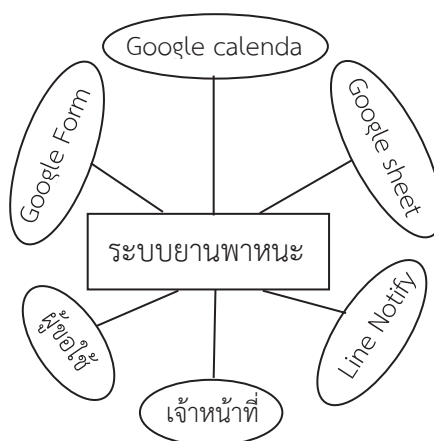 Google calenda
Google Form
Google sheet
ระบบยานพาหนะ
ผู้ขอใช้
Line Notify
เจ้าหน้าที่